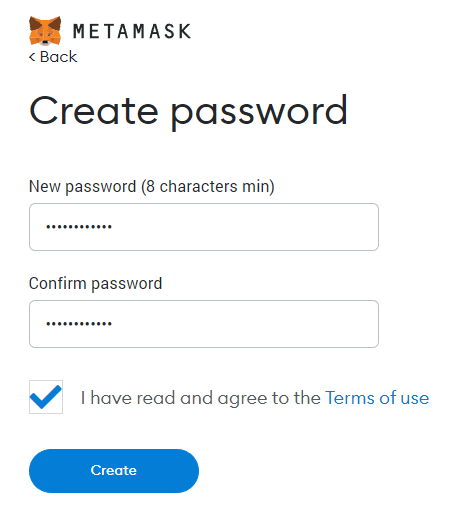 METAMASK
< Back
Create password
New password (8 characters min)
••••••••••••
Confirm password
••••••••••••
I have read and agree to the Terms of use
Create